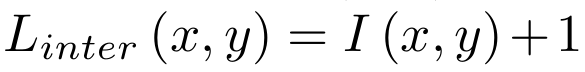 L_{inter} (x, y) = I (x, y) + 1